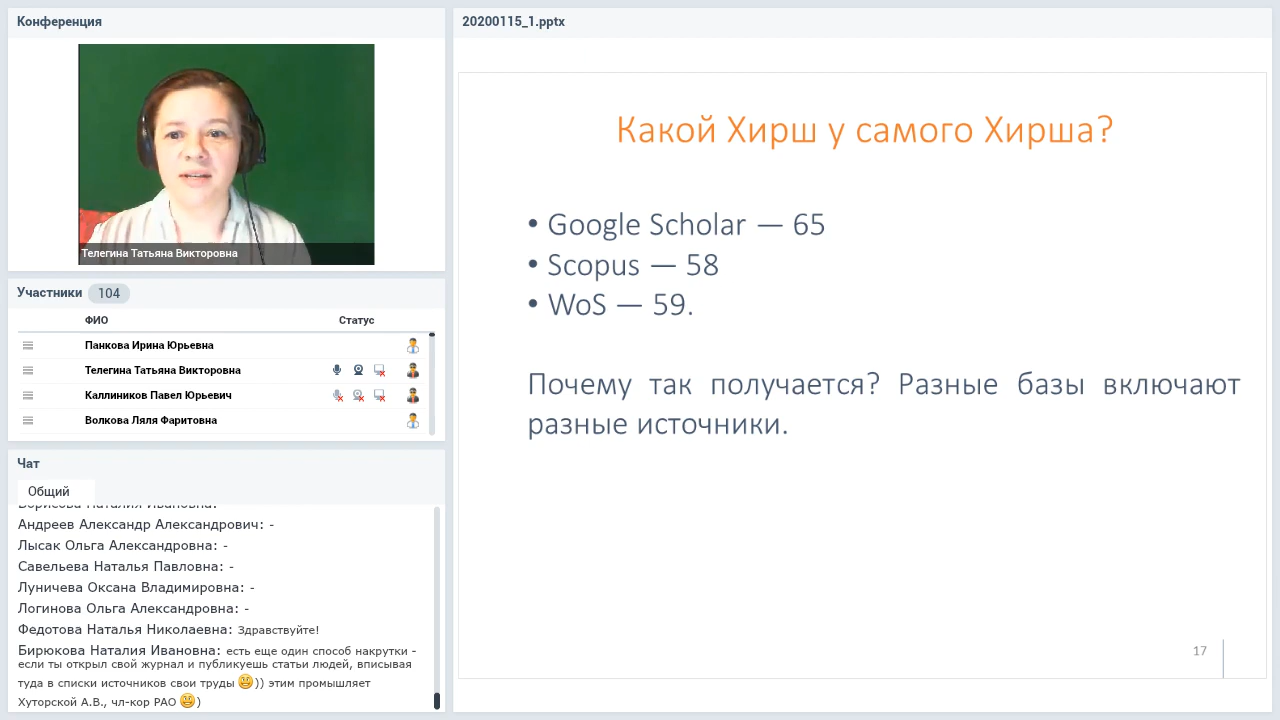 Конференция
Телегина Татьяна Викторовна
Участники 104
ФИО Статус
Панкова Ирина Юрьевна
Телегина Татьяна Викторовна
Каллиников Павел Юрьевич
Волкова Ляля Фаритовна
Чат
Общий
Борисова Наталия Ивановна: -
Андреев Александр Александрович: -
Лысак Ольга Александровна: -
Савельева Наталья Павловна: -
Луничева Оксана Владимировна: -
Логинова Ольга Александровна: -
Федотова Наталья Николаевна: Здравствуйте!
Бирюкова Наталия Ивановна: есть еще один способ накрутки -
если ты открыл свой журнал и публикуешь статьи людей, вписывая
туда в списки источников свои труды )) этим промышляет
Хуторской А.В., чл-кор РАО )
20200115_1.pptx
Какой Хирш у самого Хирша?
• Google Scholar — 65
• Scopus — 58
• WoS — 59.
Почему так получается? Разные базы включают
разные источники.
17